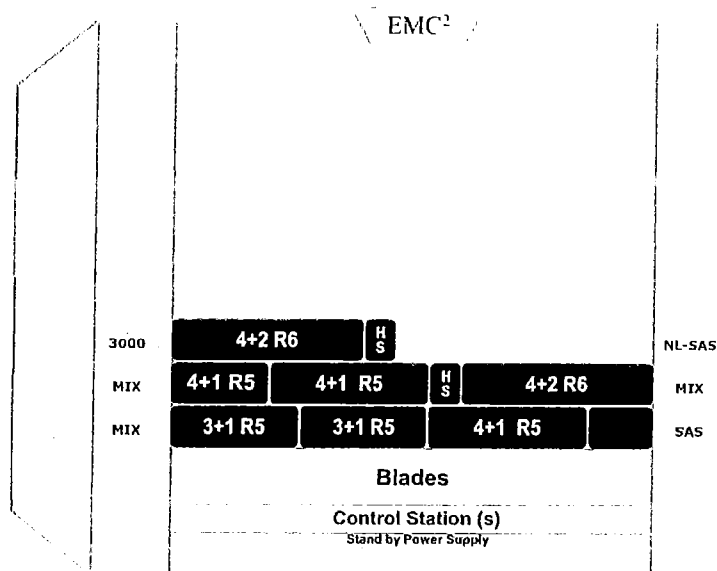 EMC²
3000 4+2 R6 HS NL-SAS
MIX 4+1 R5 4+1 R5 HS 4+2 R6 MIX
MIX 3+1 R5 3+1 R5 4+1 R5 SAS
Blades
Control Station (s)
Stand by Power Supply